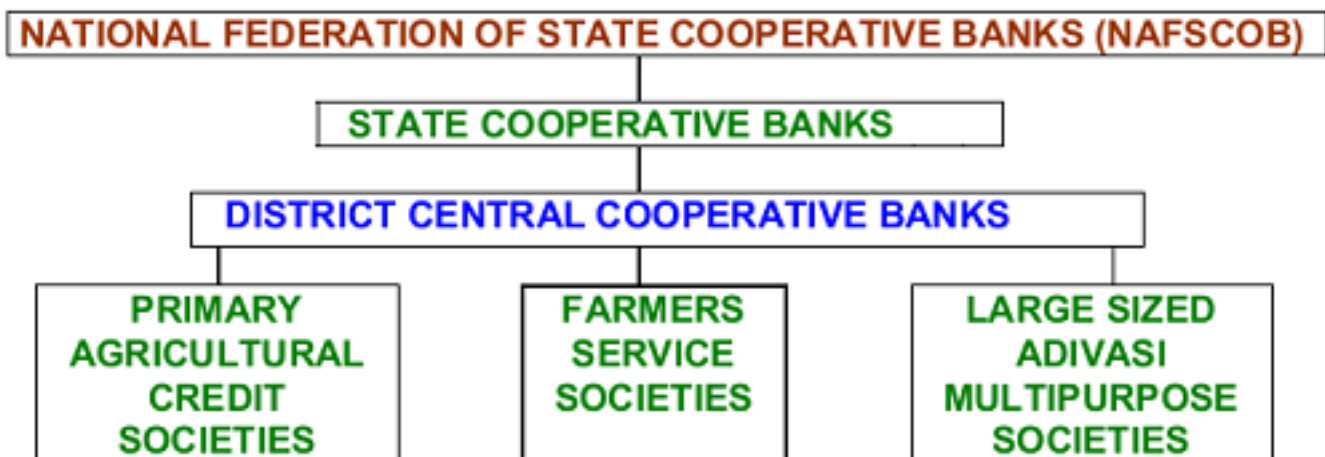 NATIONAL FEDERATION OF STATE COOPERATIVE BANKS (NAFSCOB)
STATE COOPERATIVE BANKS
DISTRICT CENTRAL COOPERATIVE BANKS
PRIMARY
AGRICULTURAL
CREDIT
SOCIETIES
FARMERS
SERVICE
SOCIETIES
LARGE SIZED
ADIVASI
MULTIPURPOSE
SOCIETIES